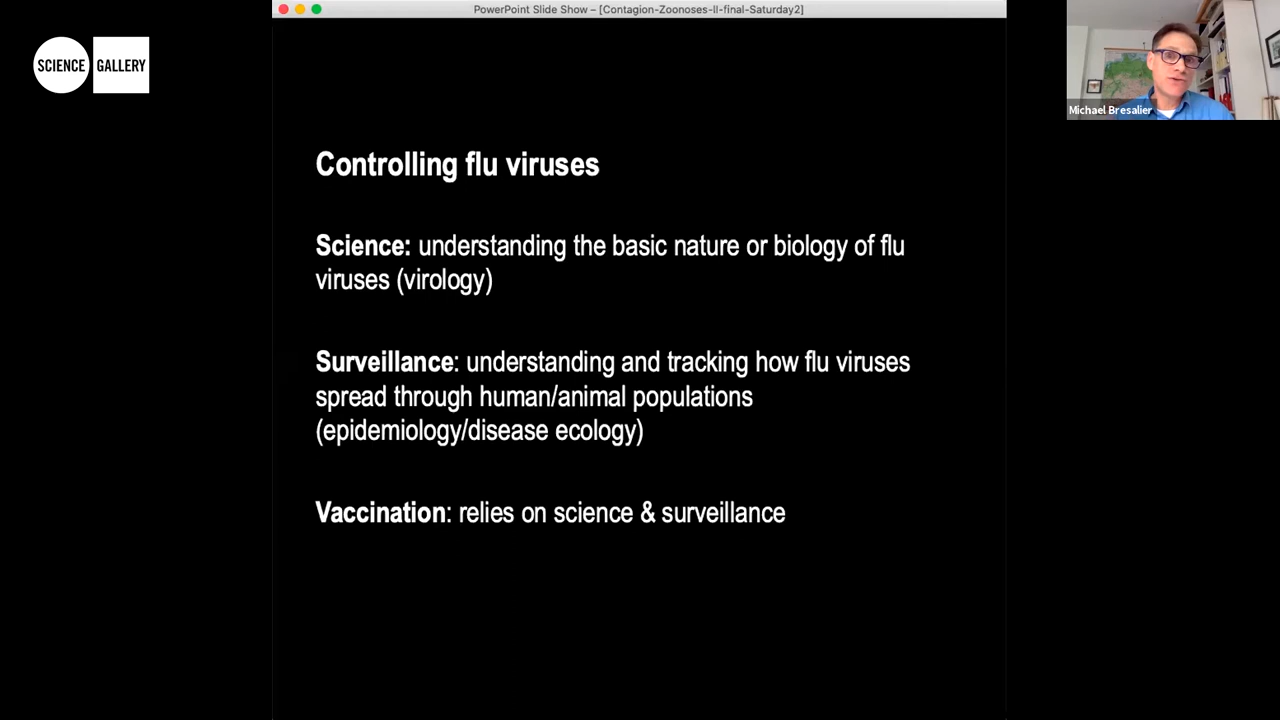 PowerPoint Slide Show – [Contagion-Zoonoses-II-final-Saturday2]
SCIENCE GALLERY
Michael Bresalier
Controlling flu viruses
Science: understanding the basic nature or biology of flu
viruses (virology)
Surveillance: understanding and tracking how flu viruses
spread through human/animal populations
(epidemiology/disease ecology)
Vaccination: relies on science & surveillance